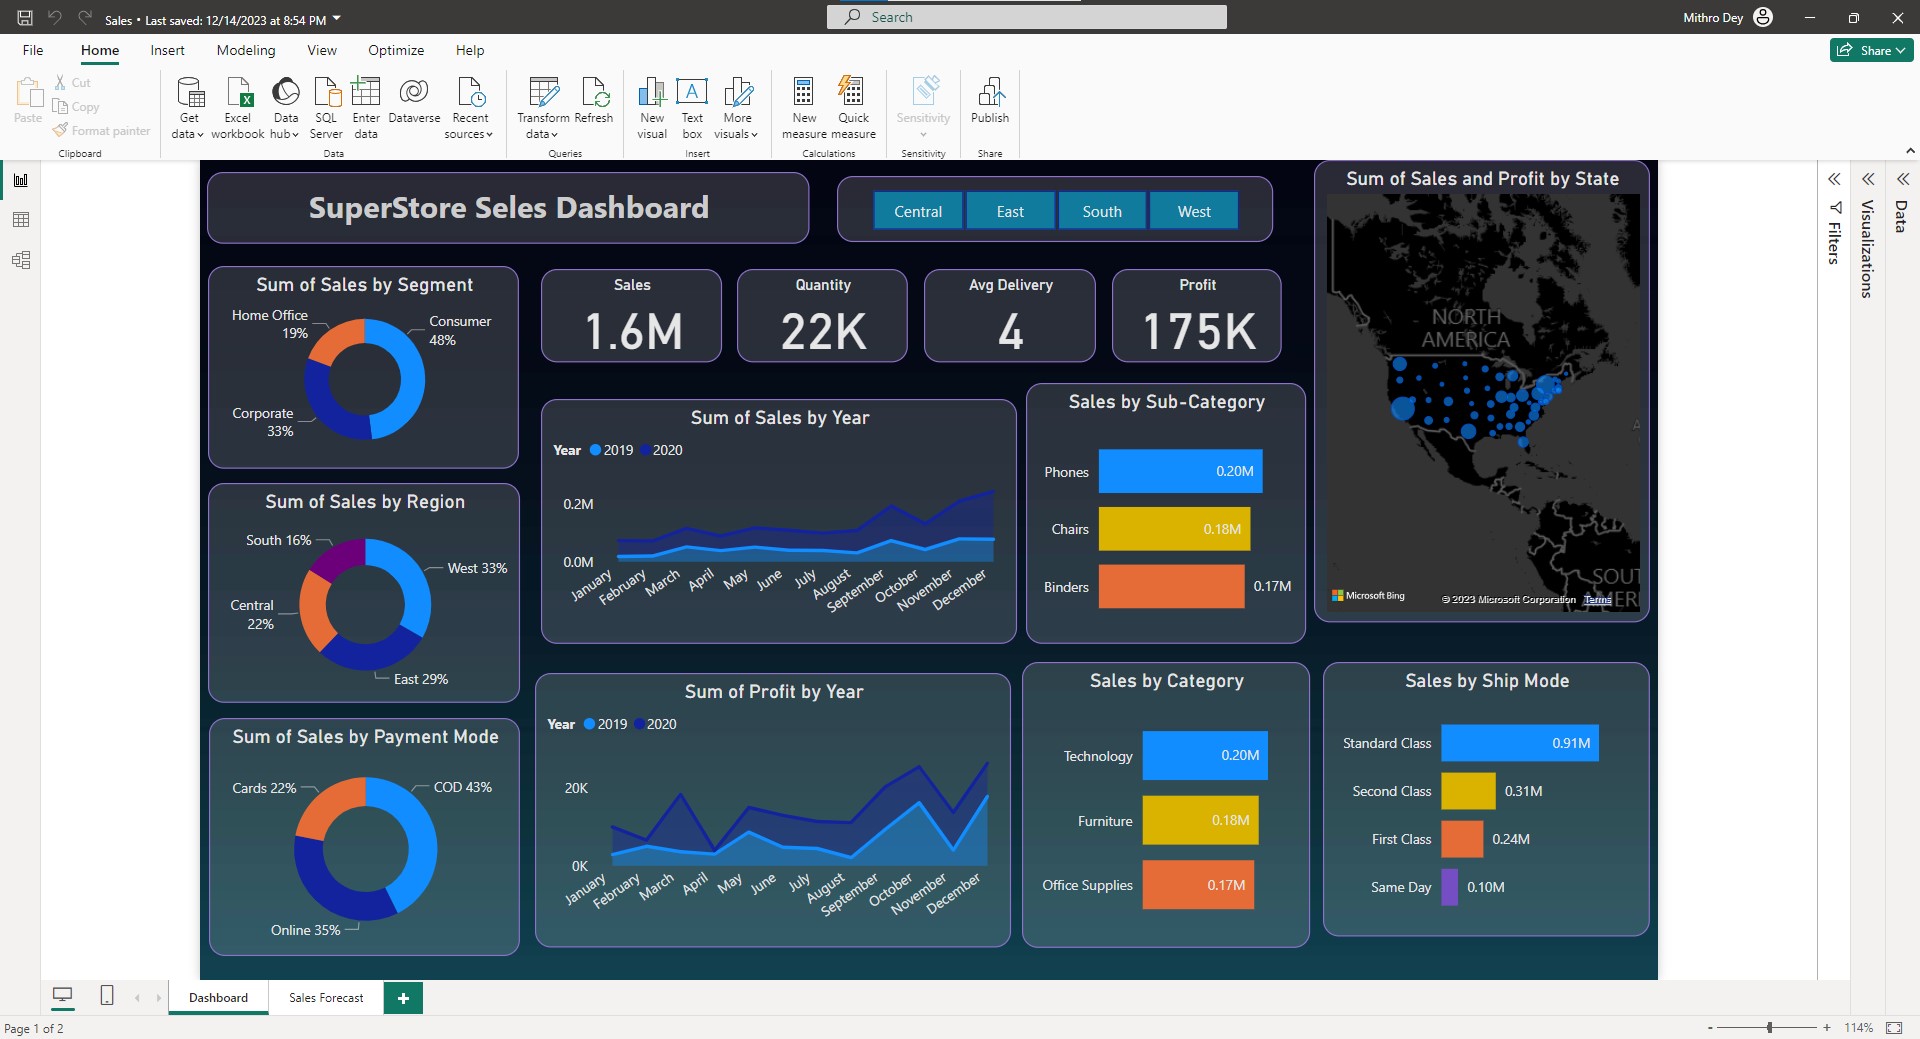 Sales • Last saved: 12/14/2023 at 8:54 PM
Search
Mithro Dey
File
Home
Insert
Modeling
View
Optimize
Help
Share
Paste
Cut
Copy
Format painter
Clipboard
Get
data
Excel
workbook
Data
hub
SQL
Server
Enter
data
Dataverse
Recent
sources
Data
Transform
data
Refresh
Queries
New
visual
Text
box
More
visuals
Insert
New
measure
Quick
measure
Calculations
Sensitivity
Sensitivity
Publish
Share
SuperStore Seles Dashboard
Central
East
South
West
Sum of Sales by Segment
Home Office
19%
Consumer
48%
Corporate
33%
Sales
1.6M
Quantity
22K
Avg Delivery
4
Profit
175K
Sum of Sales and Profit by State
NORTH
AMERICA
SOUT
AMERI
Microsoft Bing
© 2023 Microsoft Corporation
Terms
Filters
Visualizations
Data
Sum of Sales by Region
South 16%
West 33%
Central
22%
East 29%
Sum of Sales by Year
Year 2019 2020
0.2M
0.0M
January
February
March
April
May
June
July
August
September
October
November
December
Sales by Sub-Category
Phones 0.20M
Chairs 0.18M
Binders 0.17M
Sum of Sales by Payment Mode
Cards 22%
COD 43%
Online 35%
Sum of Profit by Year
Year 2019 2020
20K
0K
January
February
March
April
May
June
July
August
September
October
November
December
Sales by Category
Technology 0.20M
Furniture 0.18M
Office Supplies 0.17M
Sales by Ship Mode
Standard Class 0.91M
Second Class 0.31M
First Class 0.24M
Same Day 0.10M
Dashboard
Sales Forecast
Page 1 of 2
114%